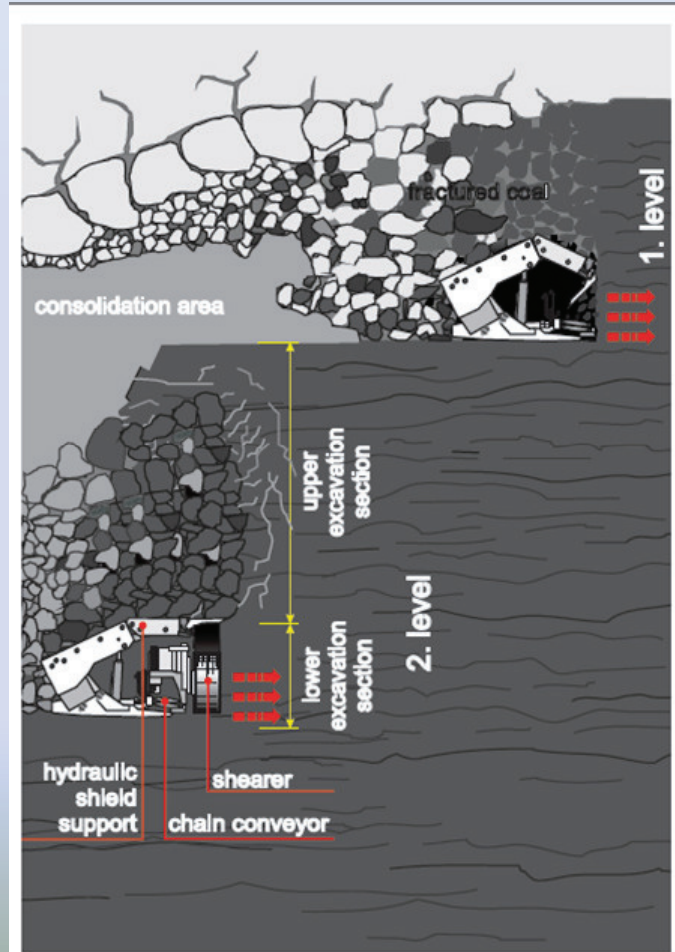 fractured coal
1. level
consolidation area
upper
excavation
section
2. level
lower
excavation
section
hydraulic
shield
support
shearer
chain conveyor